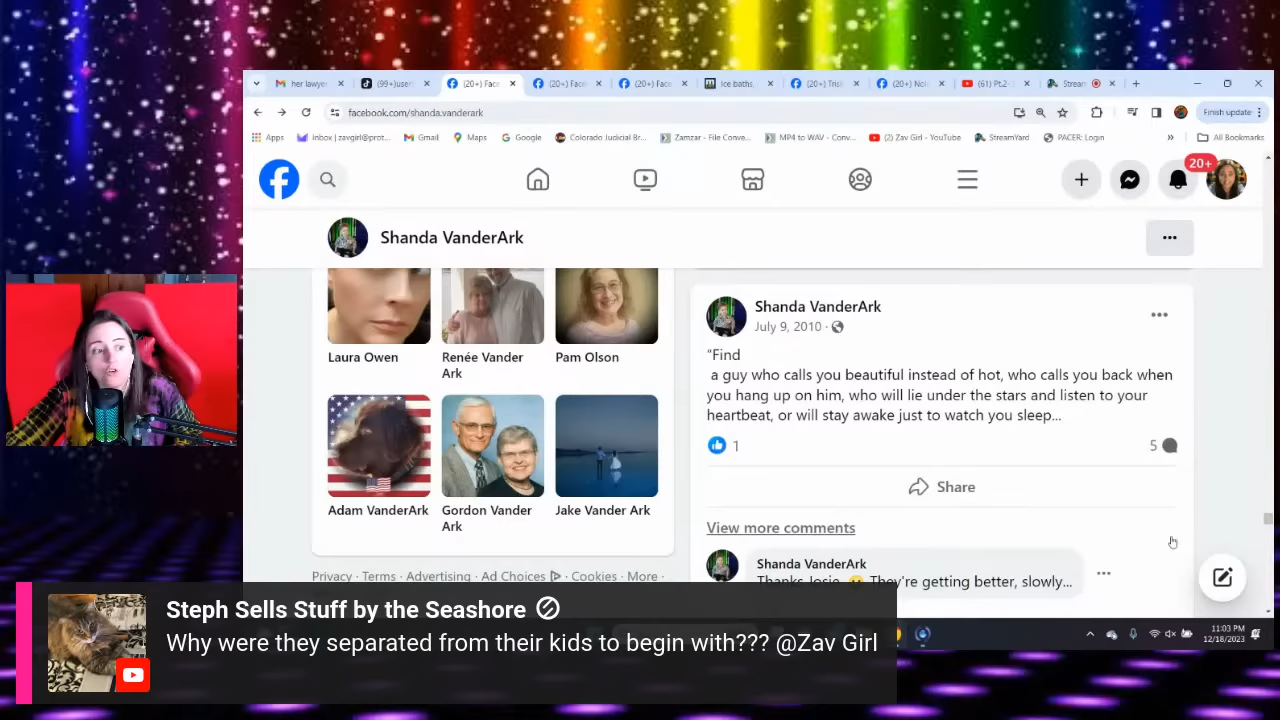 her lawyer
(99+)user
(20+) Face
(20+) Face
(20+) Face
ice baths
(20+) Tris
(20+) Nol
(61) Pt.2-
Stream
facebook.com/shanda.vanderark
Finish update
Apps
Inbox | zavgirl@prot...
Gmail
Maps
Google
Colorado Judicial Br...
Zamzar - File Conve...
MP4 to WAV - Conv...
(2) Zav Girl - YouTube
StreamYard
PACER: Login
»
All Bookmarks
20+
Shanda VanderArk
Laura Owen
Renée Vander
Ark
Pam Olson
Adam VanderArk
Gordon Vander
Ark
Jake Vander Ark
Privacy · Terms · Advertising · Ad Choices · Cookies · More ·
Shanda VanderArk
July 9, 2010 ·
“Find
a guy who calls you beautiful instead of hot, who calls you back when
you hang up on him, who will lie under the stars and listen to your
heartbeat, or will stay awake just to watch you sleep...
1
5
Share
View more comments
Shanda VanderArk
Thanks Josie. They're getting better, slowly...
11:03 PM
12/18/2023
Steph Sells Stuff by the Seashore
Why were they separated from their kids to begin with??? @Zav Girl